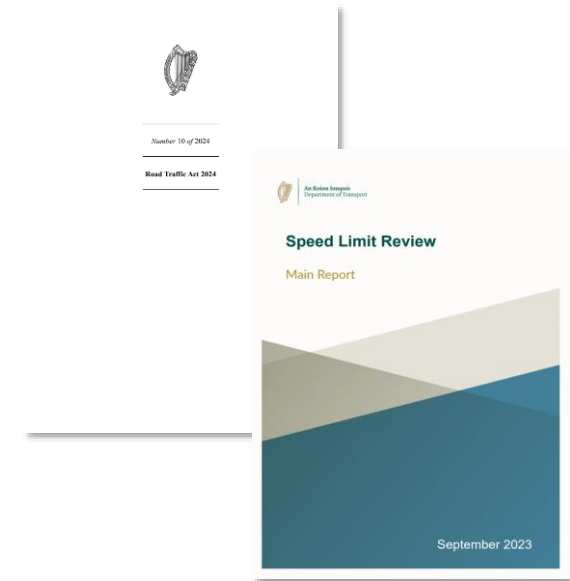 Number 10 of 2024
Road Traffic Act 2024
An Roinn Iompair
Department of Transport
Speed Limit Review
Main Report
September 2023